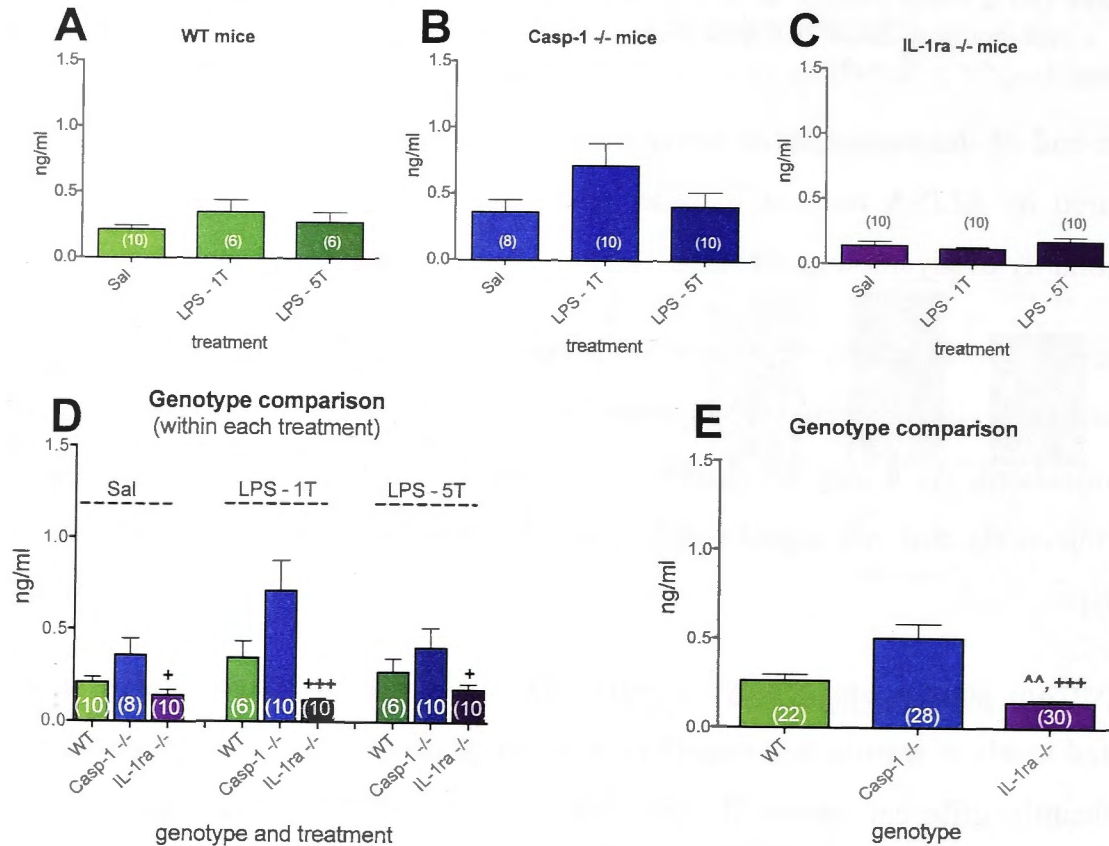 A
WT mice
1.5
1.0
0.5
0.0
ng/ml
(10)
(6)
(6)
Sal
LPS - 1T
LPS - 5T
treatment
B
Casp-1 -/- mice
1.5
1.0
0.5
0.0
ng/ml
(8)
(10)
(10)
Sal
LPS - 1T
LPS - 5T
treatment
C
IL-1ra -/- mice
1.5
1.0
0.5
0.0
ng/ml
(10)
(10)
(10)
Sal
LPS - 1T
LPS - 5T
treatment
D
Genotype comparison
(within each treatment)
1.5
1.0
0.5
0.0
ng/ml
Sal
LPS - 1T
LPS - 5T
+
+++
+
(10)
(8)
(10)
(6)
(10)
(10)
(6)
(10)
(10)
WT
Casp-1 -/-
IL-1ra -/-
WT
Casp-1 -/-
IL-1ra -/-
WT
Casp-1 -/-
IL-1ra -/-
genotype and treatment
E
Genotype comparison
1.5
1.0
0.5
0.0
ng/ml
^^, +++
(22)
(28)
(30)
WT
Casp-1 -/-
IL-1ra -/-
genotype